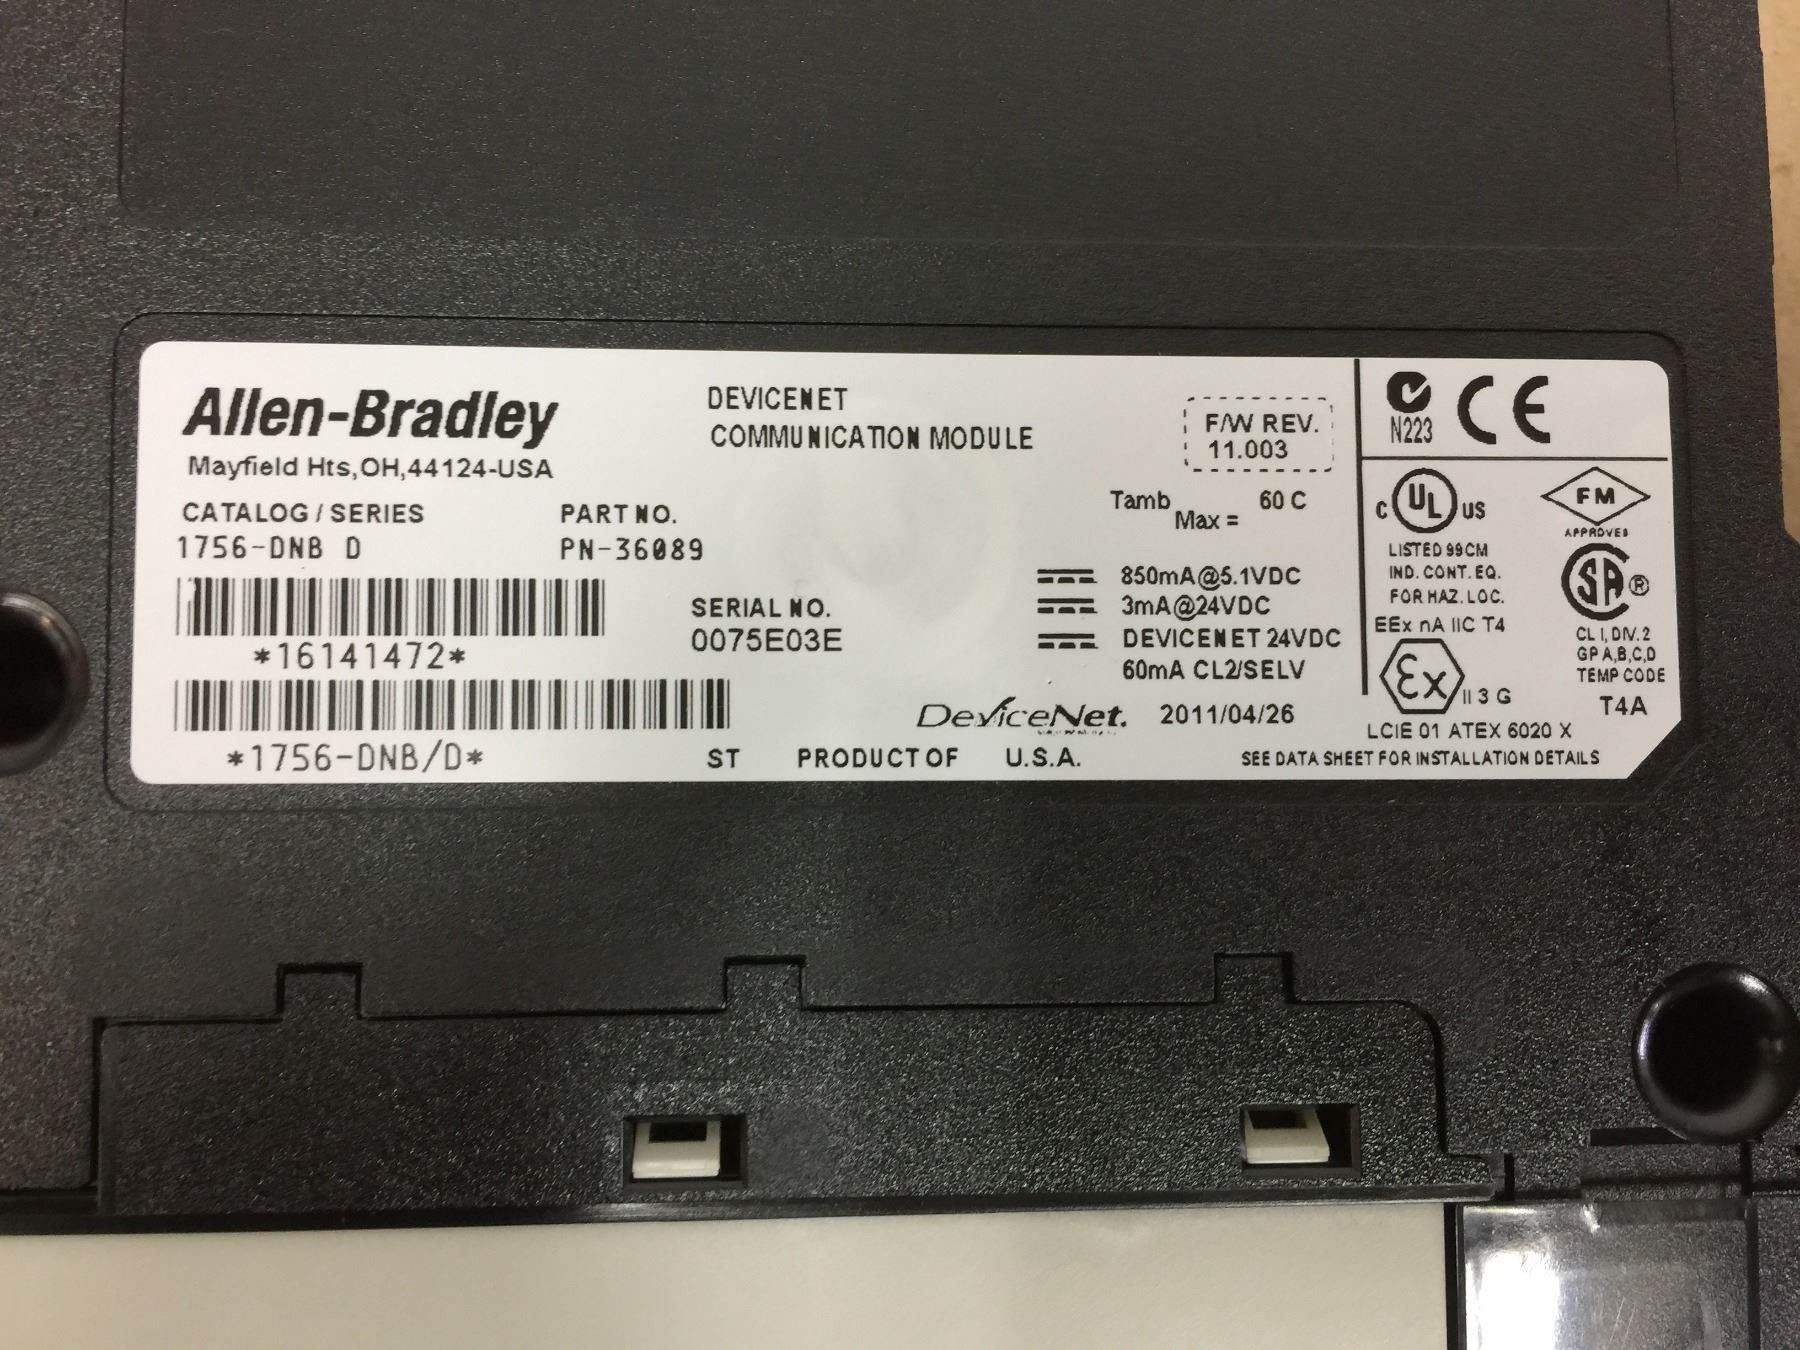 Allen-Bradley
Mayfield Hts,OH,44124-USA
CATALOG / SERIES
1756-DNB D
PART NO.
PN-36089
*16141472*
*1756-DNB/D*
DEVICENET
COMMUNICATION MODULE
SERIAL NO.
0075E03E
F/W REV.
11.003
Tamb Max = 60 C
850mA@5.1VDC
3mA@24VDC
DEVICENET 24VDC
60mA CL2/SELV
DeviceNet. 2011/04/26
ST PRODUCT OF U.S.A.
N223
CE
C UL US
LISTED 99CM
IND. CONT. EQ.
FOR HAZ. LOC.
EEx nA IIC T4
Ex II 3 G
FM
APPROVED
SA ®
CL I, DIV. 2
GP A,B,C,D
TEMP CODE
T4A
LCIE 01 ATEX 6020 X
SEE DATA SHEET FOR INSTALLATION DETAILS